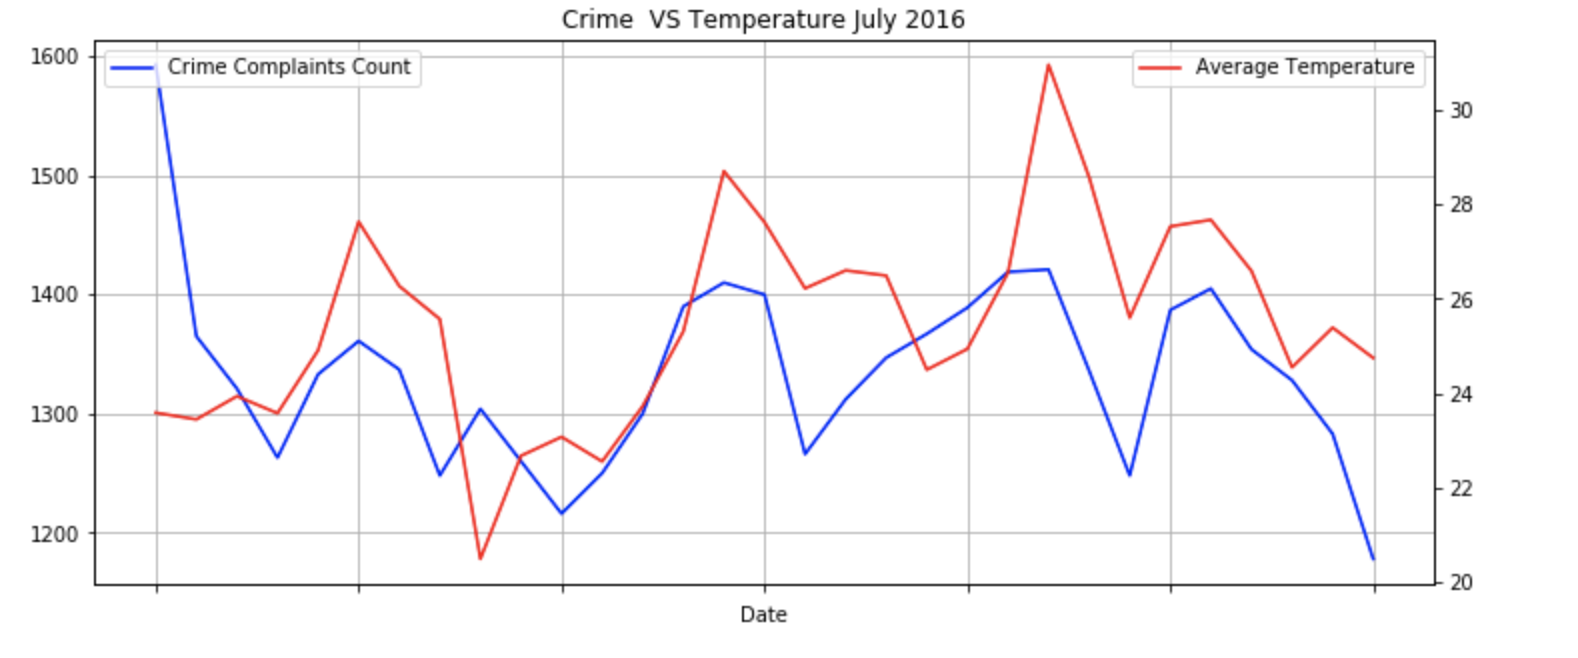 Crime  VS Temperature July 2016
Crime Complaints Count
Average Temperature
1600
1500
1400
1300
1200
30
28
26
24
22
20
Date